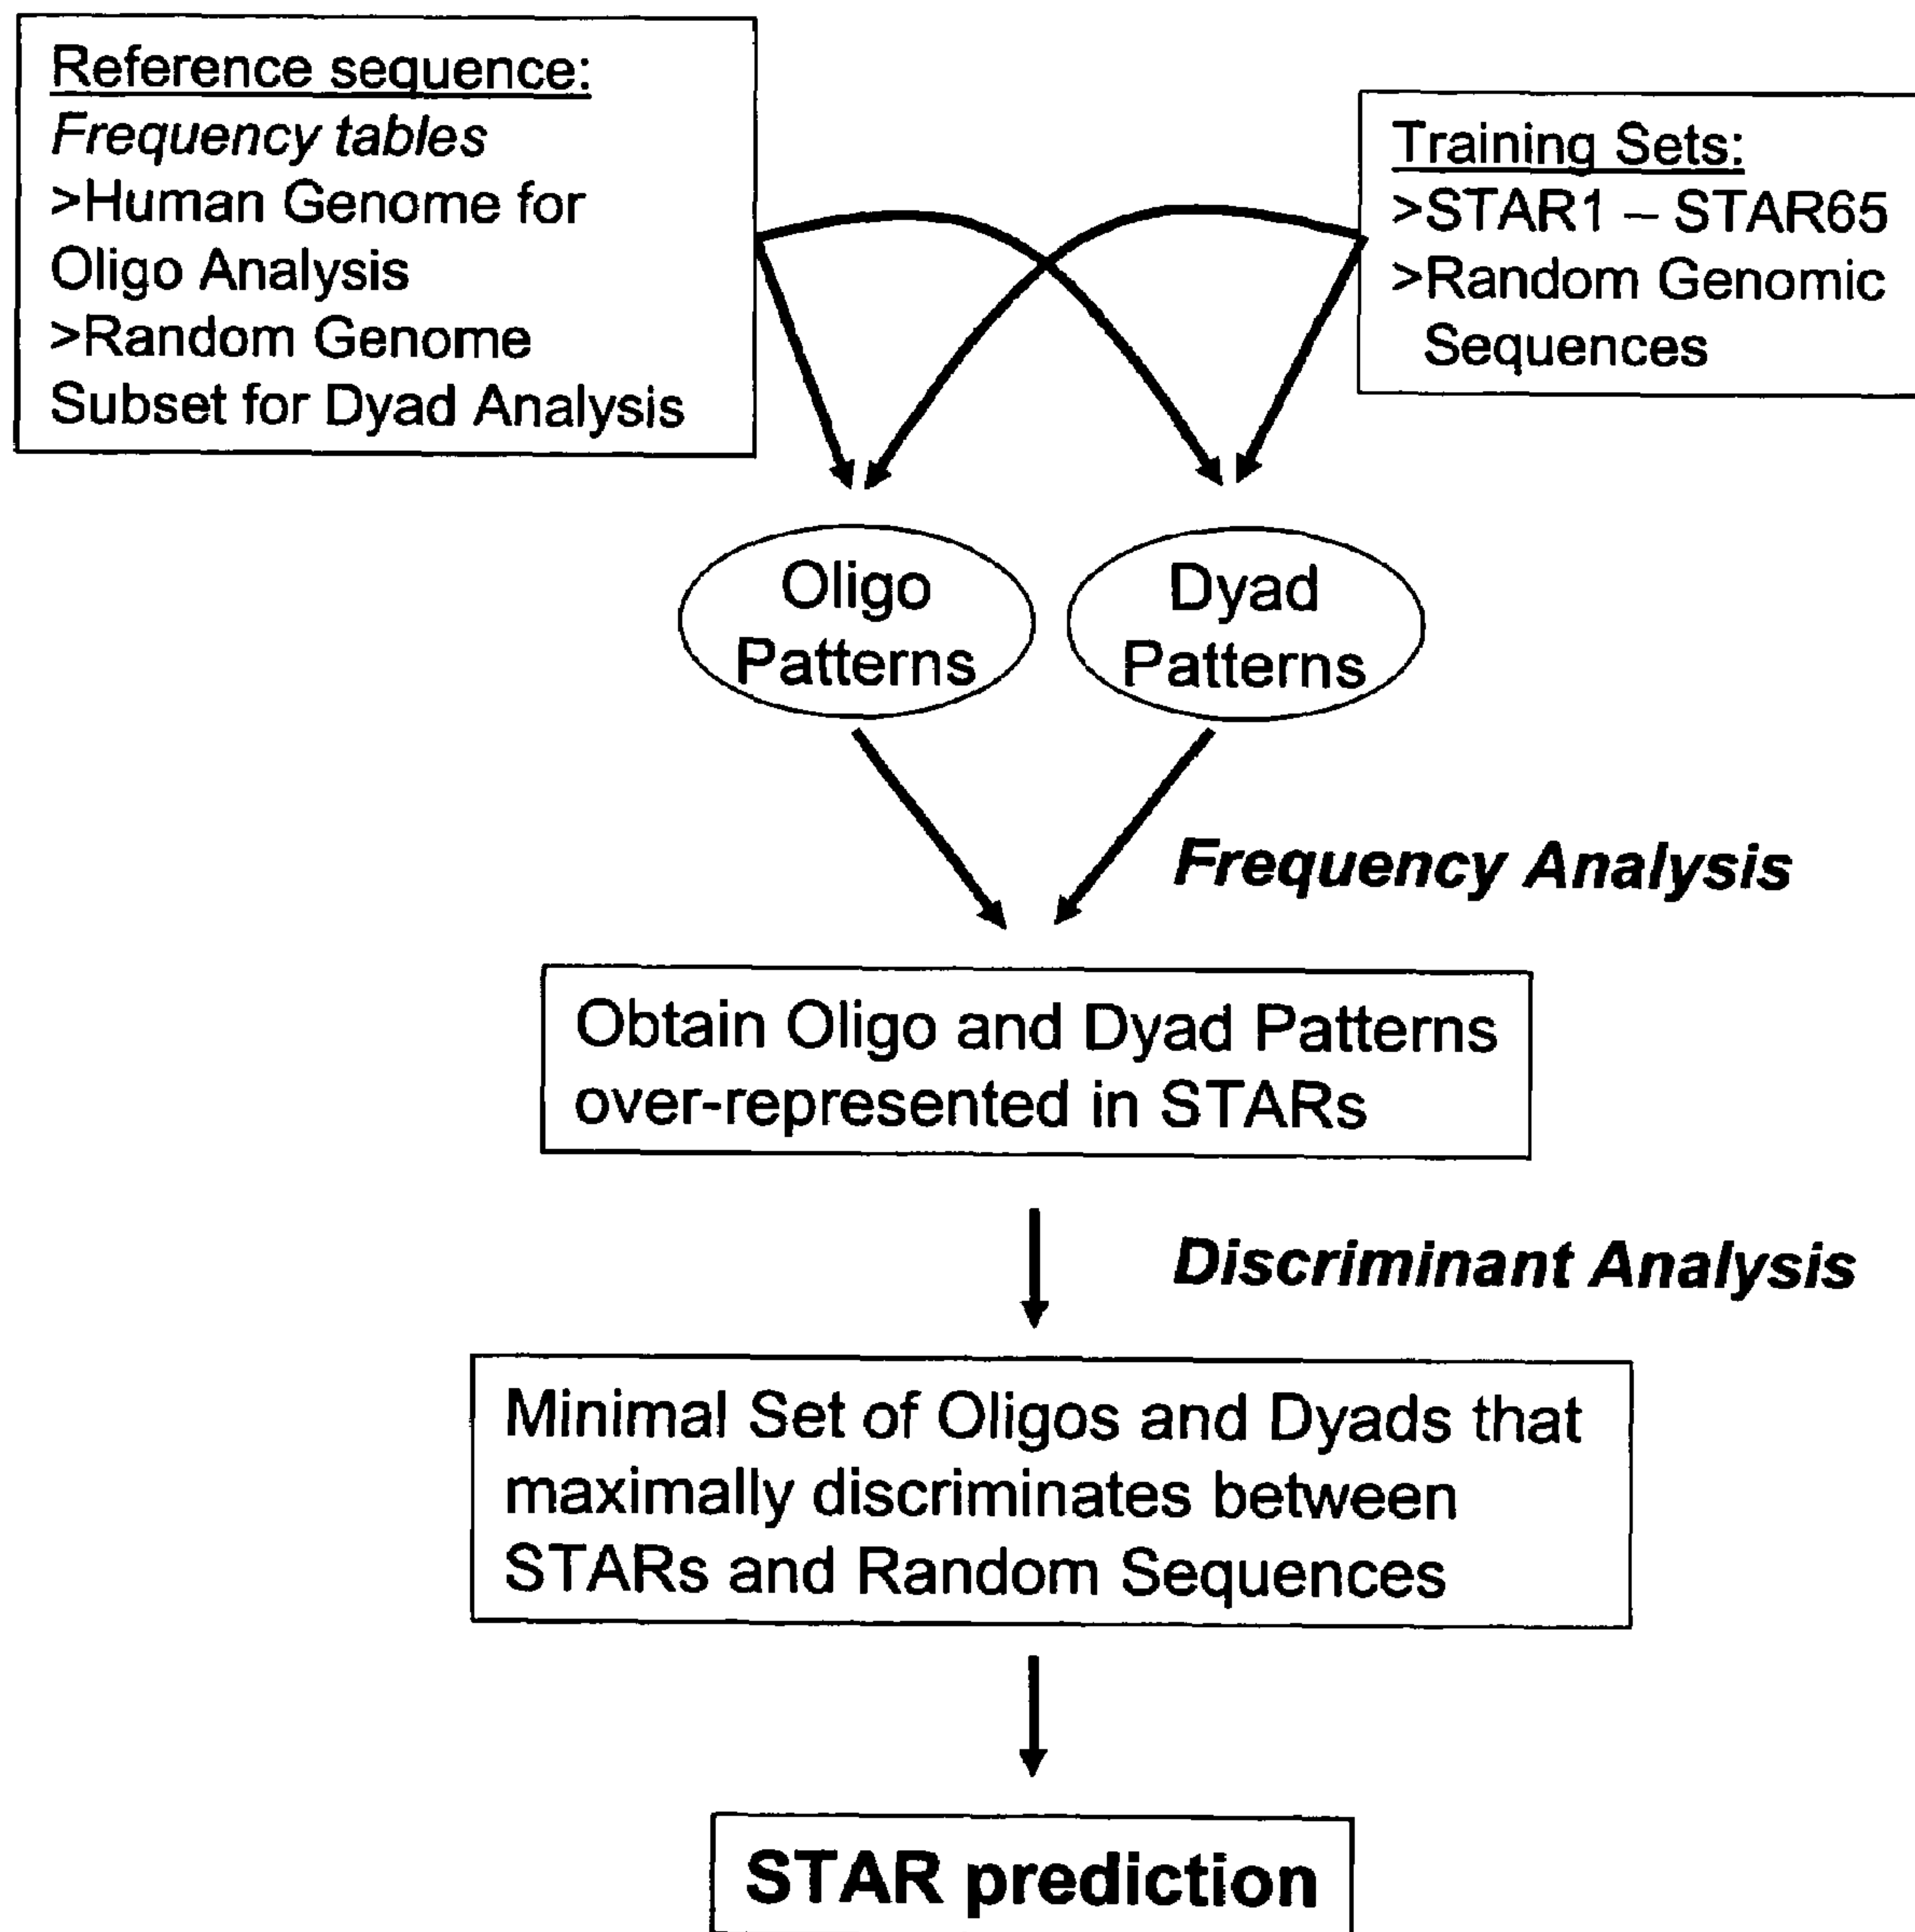 Reference sequence:
Frequency tables
>Human Genome for
Oligo Analysis
>Random Genome
Subset for Dyad Analysis
Training Sets:
>STAR1 – STAR65
>Random Genomic
Sequences
Oligo
Patterns
Dyad
Patterns
Frequency Analysis
Obtain Oligo and Dyad Patterns
over-represented in STARs
Discriminant Analysis
Minimal Set of Oligos and Dyads that
maximally discriminates between
STARs and Random Sequences
STAR prediction